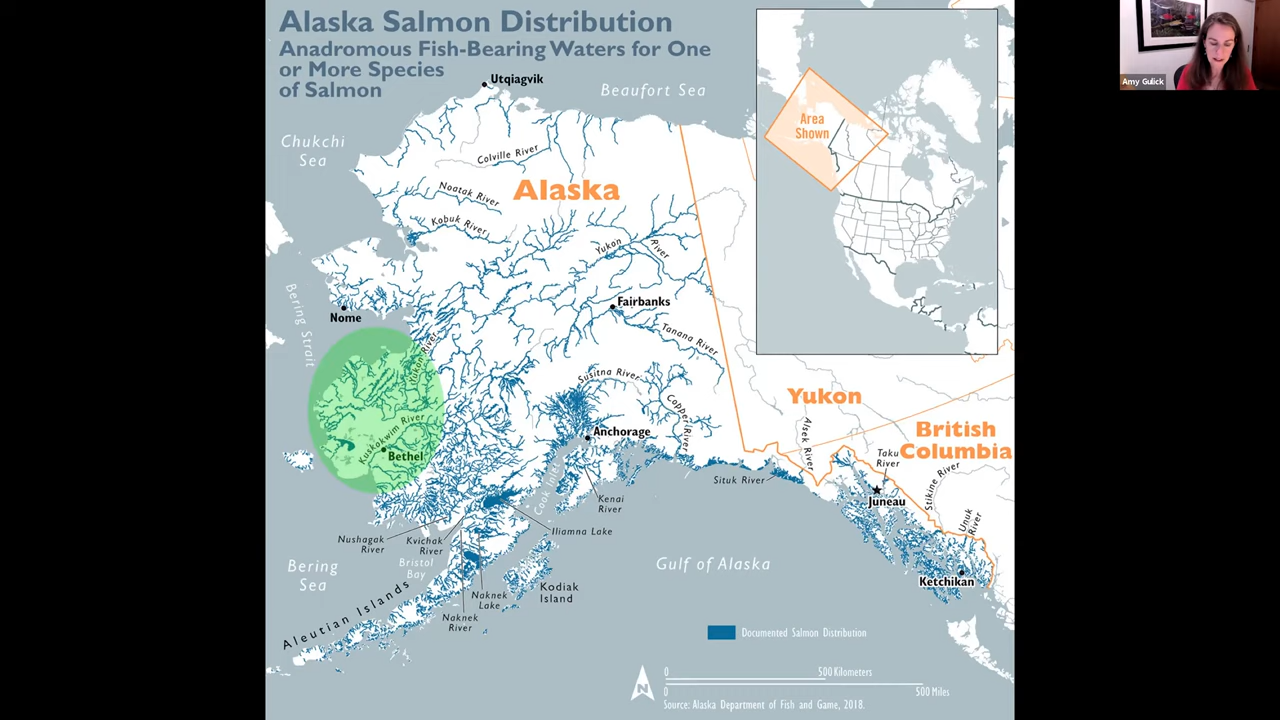 Alaska Salmon Distribution
Anadromous Fish-Bearing Waters for One
or More Species
of Salmon
Utqiagvik
Beaufort Sea
Chukchi
Sea
Area
Shown
Amy Gulick
Colville River
Alaska
Noatak River
Kobuk River
Yukon
River
Bering Strait
Nome
Fairbanks
Tanana River
Yukon River
Susitna River
Copper River
Kuskokwim River
Bethel
Anchorage
Yukon
British
Columbia
Alsek River
Taku
River
Stikine River
Situk River
Juneau
Unuk
River
Cook Inlet
Kenai
River
Iliamna Lake
Nushagak
River
Kvichak
River
Bristol
Bay
Bering
Sea
Gulf of Alaska
Ketchikan
Kodiak
Island
Naknek
Lake
Naknek
River
Aleutian Islands
Documented Salmon Distribution
N
0 500 Kilometers
0 500 Miles
Source: Alaska Department of Fish and Game, 2018.